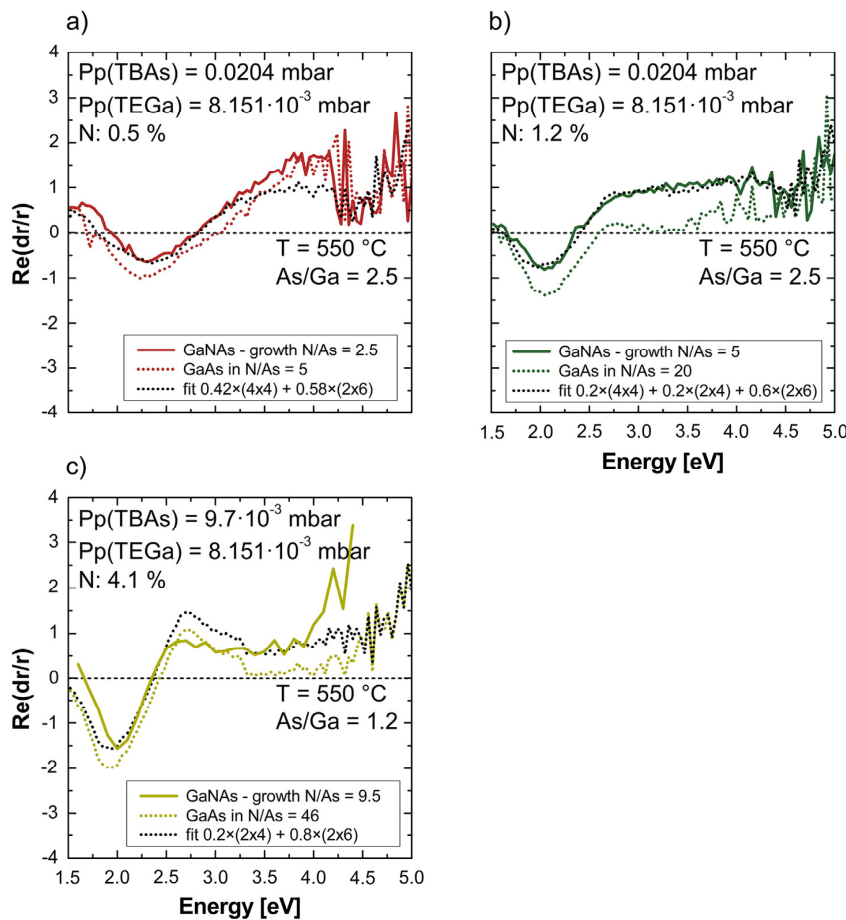 a)
4
3
2
1
0
-1
-2
-3
-4
Re(dr/r)
Pp(TBAs) = 0.0204 mbar
Pp(TEGa) = 8.151·10⁻³ mbar
N: 0.5 %
T = 550 °C
As/Ga = 2.5
GaNAs - growth N/As = 2.5
GaAs in N/As = 5
fit 0.42×(4x4) + 0.58×(2x6)
b)
Pp(TBAs) = 0.0204 mbar
Pp(TEGa) = 8.151·10⁻³ mbar
N: 1.2 %
T = 550 °C
As/Ga = 2.5
GaNAs - growth N/As = 5
GaAs in N/As = 20
fit 0.2×(4x4) + 0.2×(2x4) + 0.6×(2x6)
1.5 2.0 2.5 3.0 3.5 4.0 4.5 5.0
Energy [eV]
c)
4
3
2
1
0
-1
-2
-3
-4
Re(dr/r)
Pp(TBAs) = 9.7·10⁻³ mbar
Pp(TEGa) = 8.151·10⁻³ mbar
N: 4.1 %
T = 550 °C
As/Ga = 1.2
GaNAs - growth N/As = 9.5
GaAs in N/As = 46
fit 0.2×(2x4) + 0.8×(2x6)
1.5 2.0 2.5 3.0 3.5 4.0 4.5 5.0
Energy [eV]